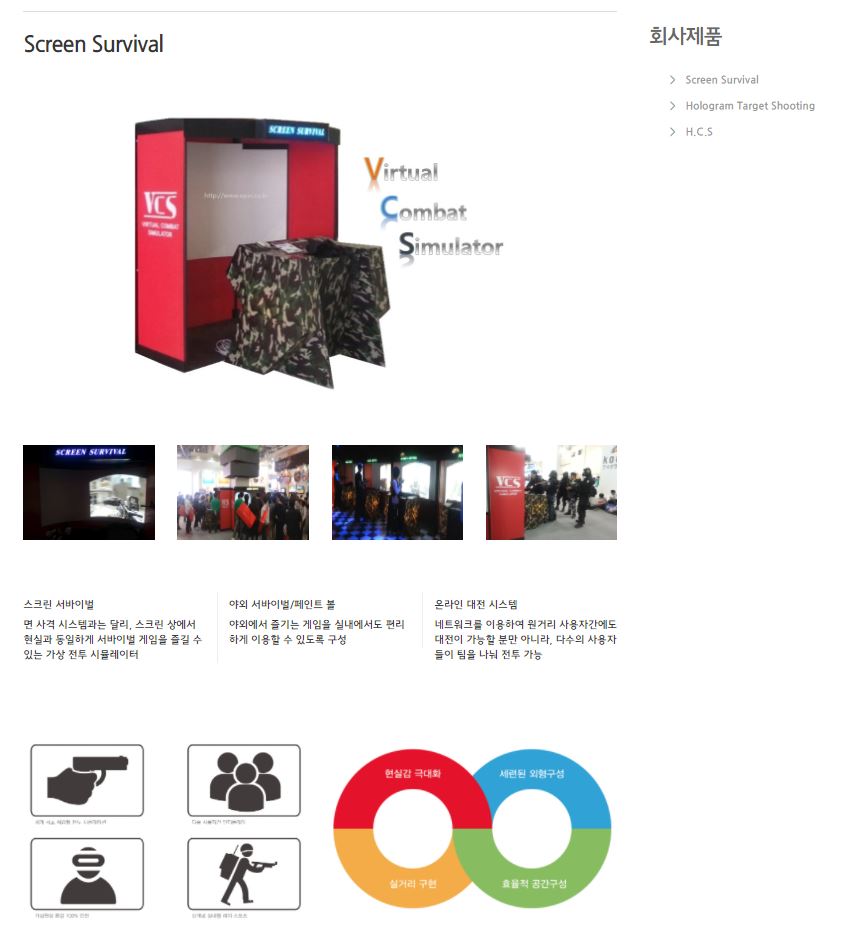 Screen Survival
회사제품
Screen Survival
Hologram Target Shooting
H.C.S
SCREEN SURVIVAL
VCS
VIRTUAL COMBAT
SIMULATOR
Virtual
Combat
Simulator
SCREEN SURVIVAL
VCS
스크린 서바이벌
면 사격 시스템과는 달리, 스크린 상에서
현실과 동일하게 서바이벌 게임을 즐길 수
있는 가상 전투 시뮬레이터
야외 서바이벌/페인트 볼
야외에서 즐기는 게임을 실내에서도 편리
하게 이용할 수 있도록 구성
온라인 대전 시스템
네트워크를 이용하여 원거리 사용자간에도
대전이 가능할 분만 아니라, 다수의 사용자
들이 팀을 나눠 전투 가능
현실감 극대화
세련된 외형구성
실거리 구현
효율적 공간구성